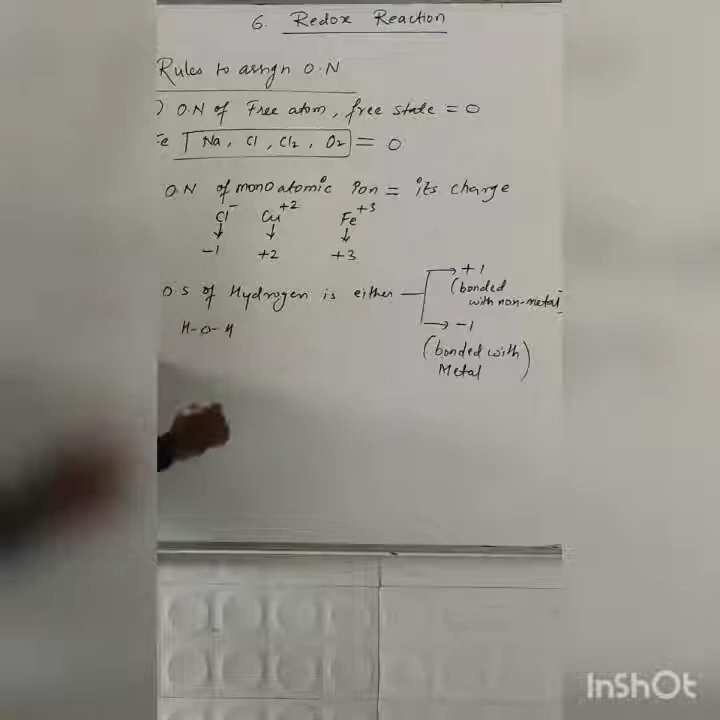 6. Redox Reaction
Rules to assign O.N
) O.N of Free atom, free state = 0
Na, Cl, Cl2, O2 = 0
O.N of monoatomic ion = its charge
Cl- Cu+2 Fe+3
↓ ↓ ↓
-1 +2 +3
O.S of Hydrogen is either
+1
(bonded
with non-metal
-1
(bonded with)
Metal
H-O-H
InShOt